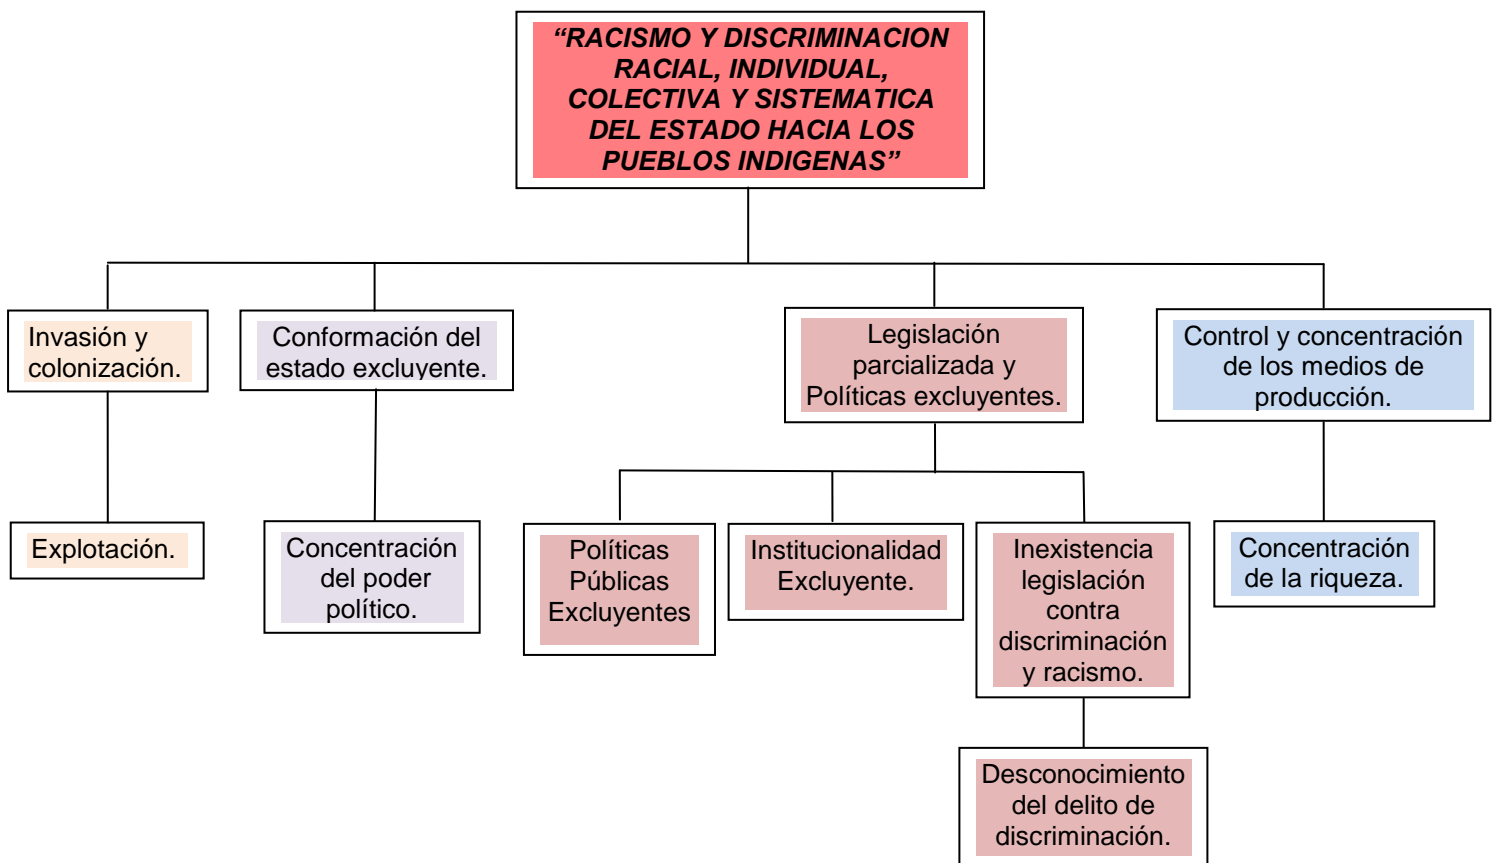 “RACISMO Y DISCRIMINACION
RACIAL, INDIVIDUAL,
COLECTIVA Y SISTEMATICA
DEL ESTADO HACIA LOS
PUEBLOS INDIGENAS”
Invasión y
colonización.
Conformación del
estado excluyente.
Legislación
parcializada y
Políticas excluyentes.
Control y concentración
de los medios de
producción.
Explotación.
Concentración
del poder
político.
Políticas
Públicas
Excluyentes
Institucionalidad
Excluyente.
Inexistencia
legislación
contra
discriminación
y racismo.
Concentración
de la riqueza.
Desconocimiento
del delito de
discriminación.